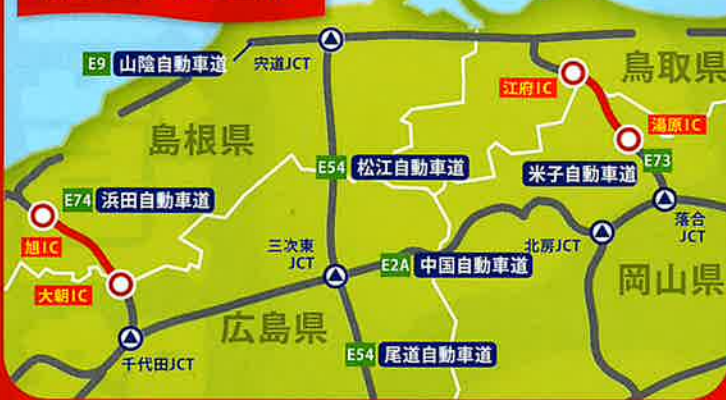 E9 山陰自動車道
宍道JCT
鳥取県
江府IC
湯原IC
島根県
E54 松江自動車道
米子自動車道
E73
E74 浜田自動車道
落合
JCT
旭IC
三次東
JCT
北房JCT
大朝IC
E2A 中国自動車道
岡山県
広島県
千代田JCT
E54 尾道自動車道